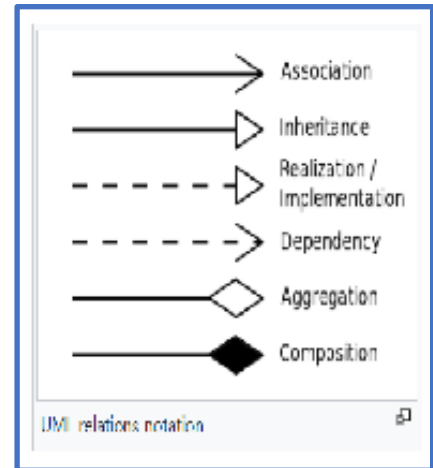 Association
Inheritance
Realization /
Implementation
Dependency
Aggregation
Composition
UML relations notation